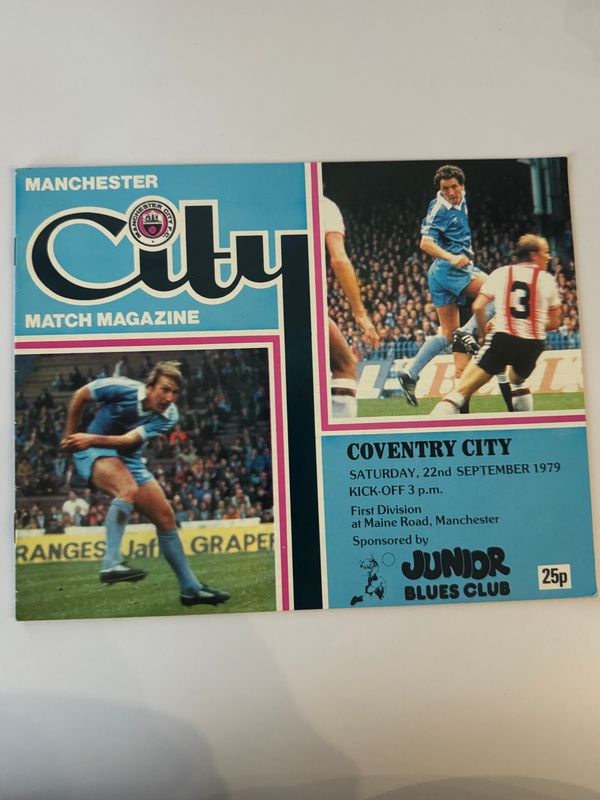 MANCHESTER
City
MANCHESTER CITY F.C.
MATCH MAGAZINE
3
RANGES Jaffa GRAPEF
COVENTRY CITY
SATURDAY, 22nd SEPTEMBER 1979
KICK-OFF 3 p.m.
First Division
at Maine Road, Manchester
Sponsored by
JUNIOR
BLUES CLUB
25p